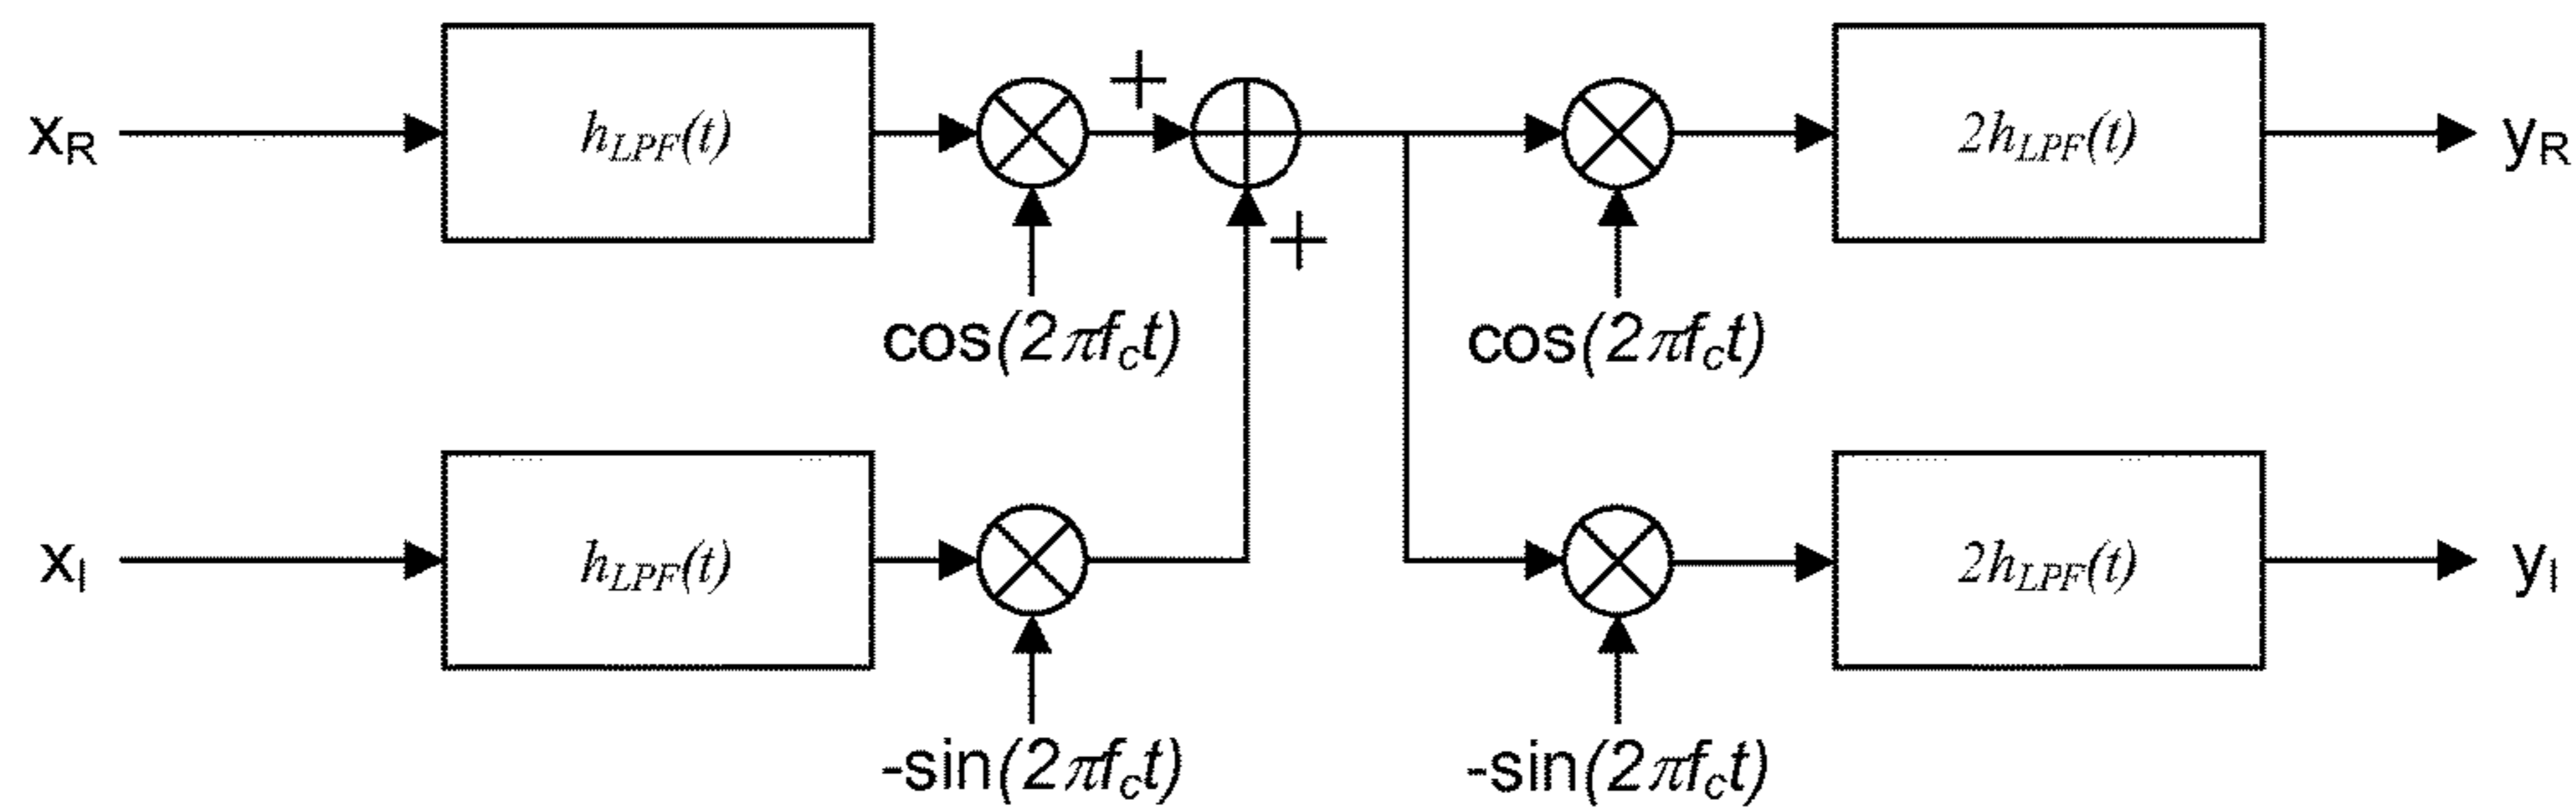 x_R h_LPF(t) + 2h_LPF(t) y_R
+
cos(2πf_ct) cos(2πf_ct)
x_I h_LPF(t) 2h_LPF(t) y_I
-sin(2πf_ct) -sin(2πf_ct)